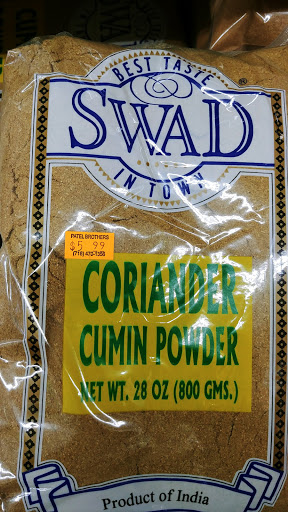 BEST TASTE
SWAD
®
IN TOWN
PATEL BROTHERS
$5.99
CORIANDER
CUMIN POWDER
NET WT. 28 OZ (800 GMS.)
Product of India